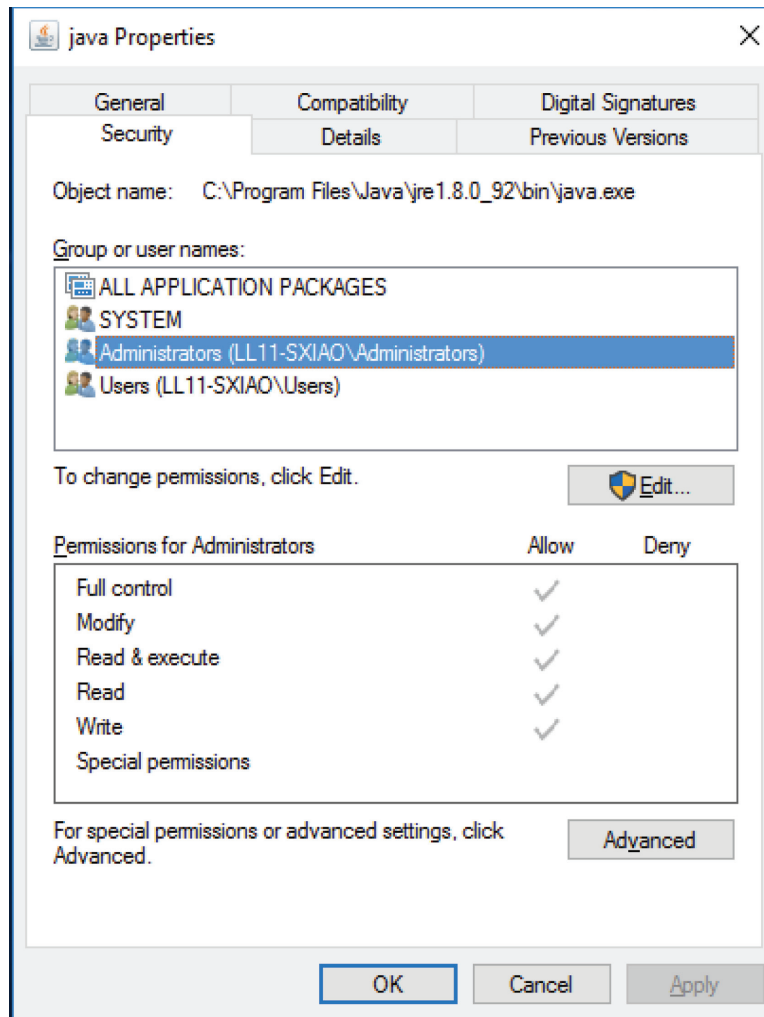 java Properties
General Compatibility Digital Signatures
Security Details Previous Versions
Object name: C:\Program Files\Java\jre1.8.0_92\bin\java.exe
Group or user names:
ALL APPLICATION PACKAGES
SYSTEM
Administrators (LL11-SXIAO\Administrators)
Users (LL11-SXIAO\Users)
To change permissions, click Edit.
Edit...
Permissions for Administrators Allow Deny
Full control
Modify
Read & execute
Read
Write
Special permissions
For special permissions or advanced settings, click
Advanced.
Advanced
OK Cancel Apply